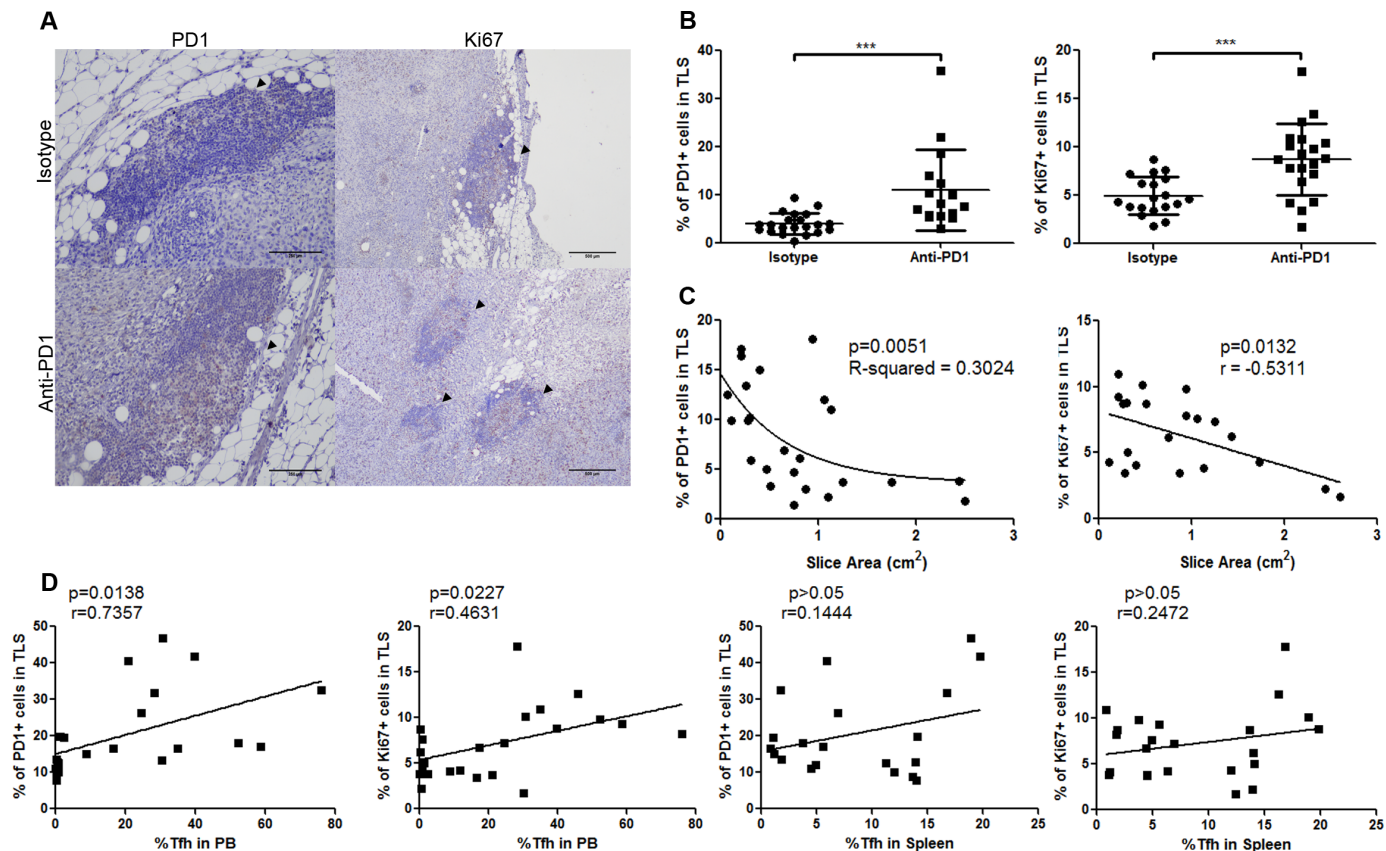 A
PD1
Ki67
Isotype
Anti-PD1
500 µm
500 µm
B
% of PD1+ cells in TLS
40
30
20
10
0
***
Isotype
Anti-PD1
% of Ki67+ cells in TLS
20
15
10
5
0
***
Isotype
Anti-PD1
C
% of PD1+ cells in TLS
20
15
10
5
0
p=0.0051
R-squared = 0.3024
0 1 2 3
Slice Area (cm²)
% of Ki67+ cells in TLS
15
10
5
0
p=0.0132
r = -0.5311
0 1 2 3
Slice Area (cm²)
D
p=0.0138
r=0.7357
% of PD1+ cells in TLS
50
40
30
20
10
0
0 20 40 60 80
%Tfh in PB
p=0.0227
r=0.4631
% of Ki67+ cells in TLS
20
15
10
5
0
0 20 40 60 80
%Tfh in PB
p>0.05
r=0.1444
% of PD1+ cells in TLS
50
40
30
20
10
0
0 5 10 15 20 25
%Tfh in Spleen
p>0.05
r=0.2472
% of Ki67+ cells in TLS
20
15
10
5
0
0 5 10 15 20 25
%Tfh in Spleen